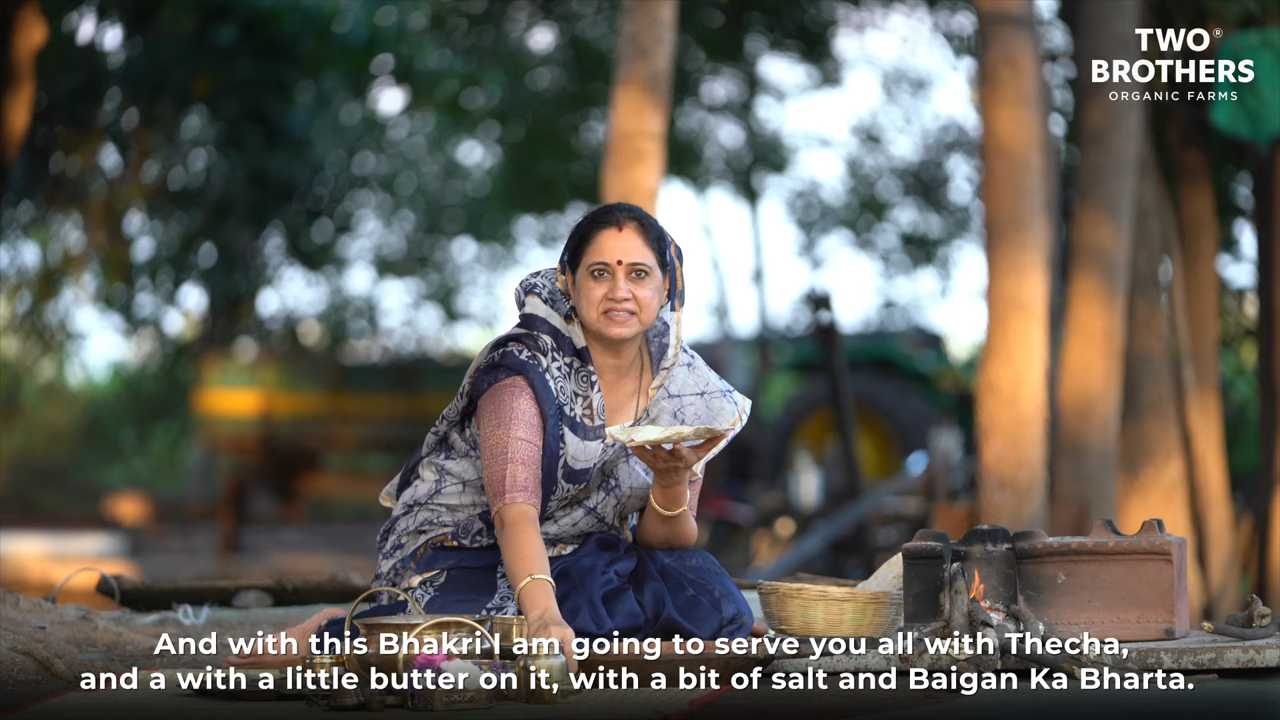 TWO®
BROTHERS
ORGANIC FARMS
And with this Bhakri I am going to serve you all with Thecha,
and a with a little butter on it, with a bit of salt and Baigan Ka Bharta.